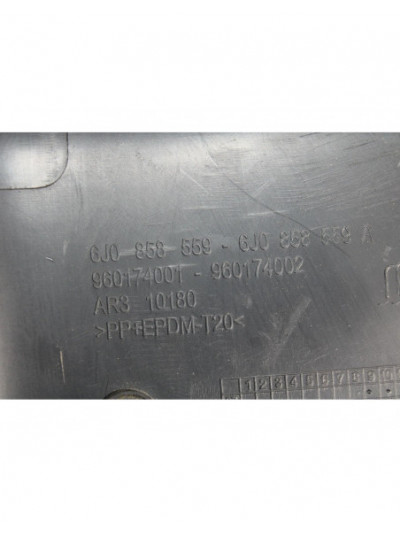 6J0 858 559 - 6J0 858 559 A
960174001 - 960174002
AR3 10180
>PP+EPDM-T20<
1 2 3 4 5 6 7 8 9 10